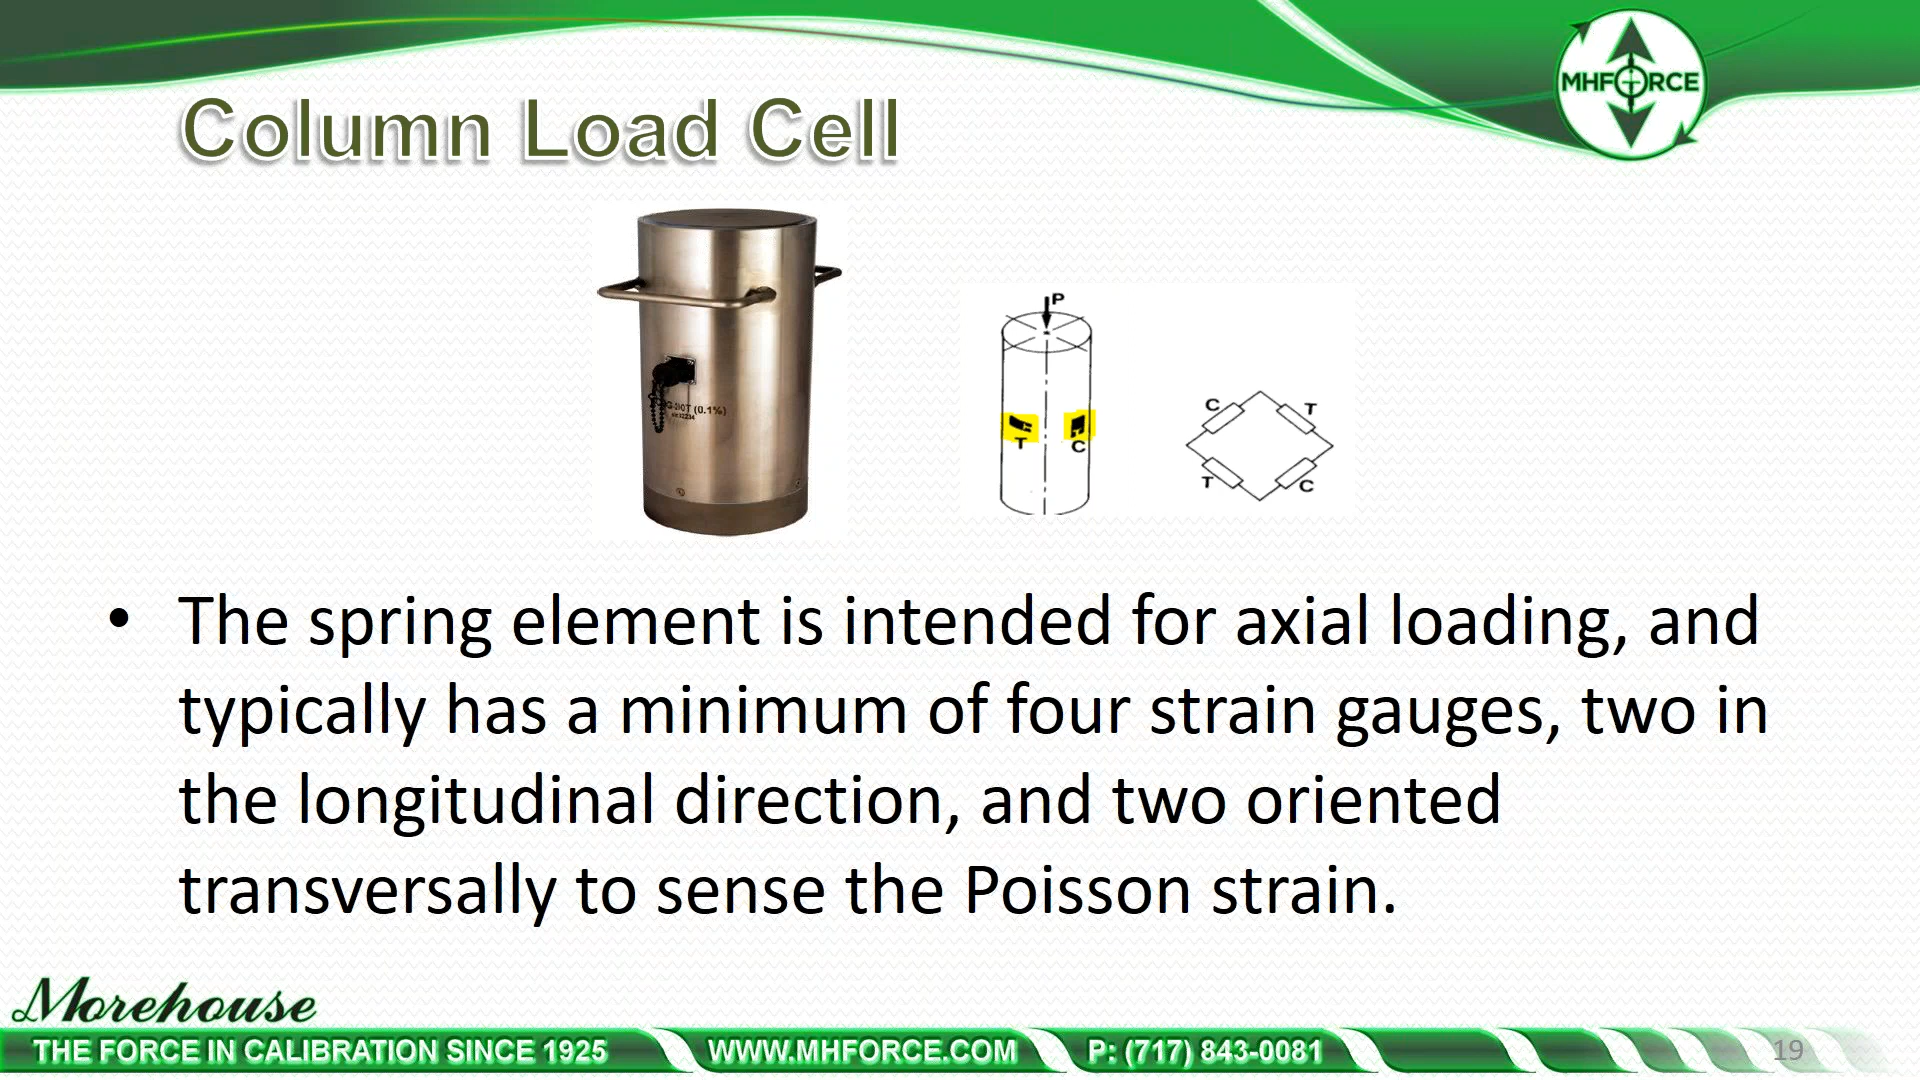 MHFORCE
Column Load Cell
P
T
C
C
T
T
C
(0.1%)
• The spring element is intended for axial loading, and
typically has a minimum of four strain gauges, two in
the longitudinal direction, and two oriented
transversally to sense the Poisson strain.
Morehouse
THE FORCE IN CALIBRATION SINCE 1925
WWW.MHFORCE.COM
P: (717) 843-0081
19